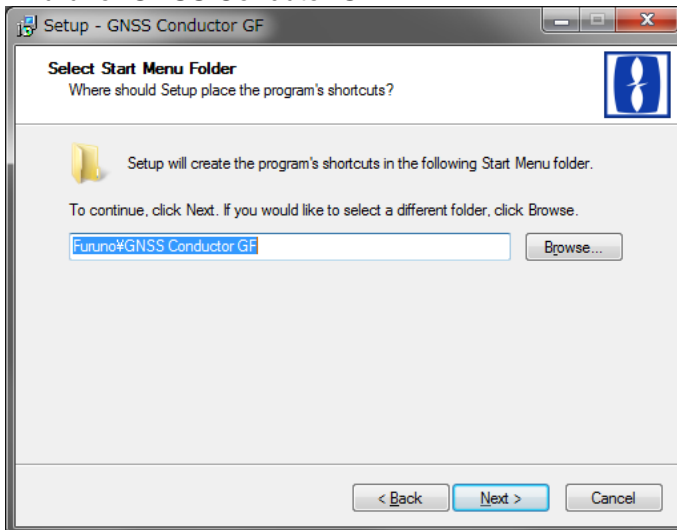 Setup - GNSS Conductor GF
Select Start Menu Folder
Where should Setup place the program's shortcuts?
Setup will create the program's shortcuts in the following Start Menu folder.
To continue, click Next. If you would like to select a different folder, click Browse.
Furuno¥GNSS Conductor GF
Browse...
< Back
Next >
Cancel